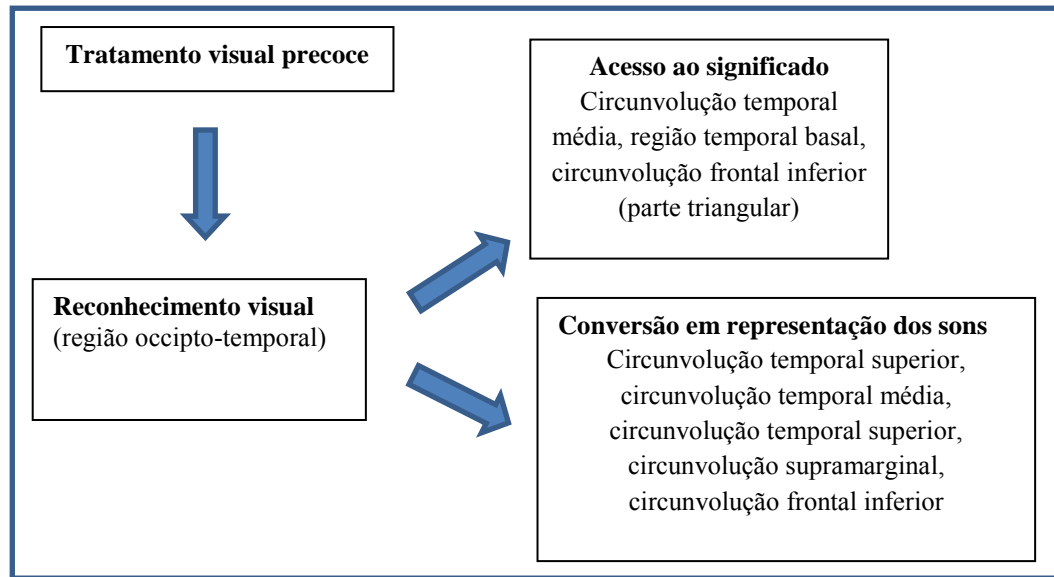 Tratamento visual precoce
Acesso ao significado
Circunvolução temporal
média, região temporal basal,
circunvolução frontal inferior
(parte triangular)
Reconhecimento visual
(região occipto-temporal)
Conversão em representação dos sons
Circunvolução temporal superior,
circunvolução temporal média,
circunvolução temporal superior,
circunvolução supramarginal,
circunvolução frontal inferior